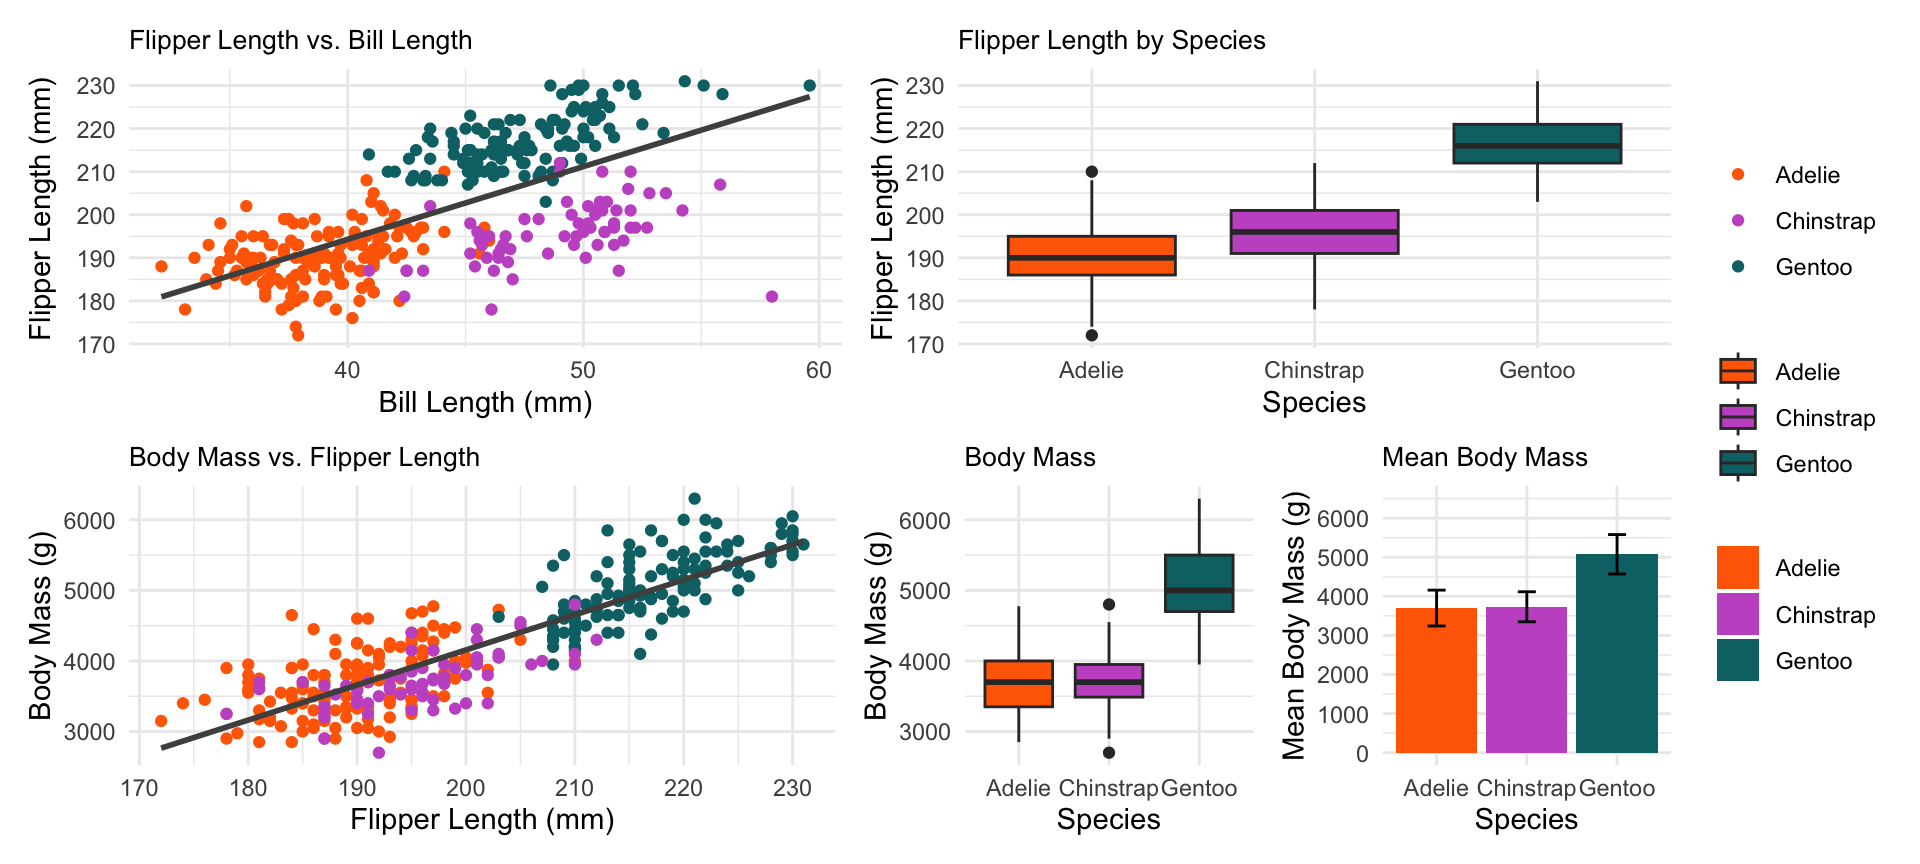 Flipper Length vs. Bill Length
Flipper Length (mm)
230
220
210
200
190
180
170
40 50 60
Bill Length (mm)
Flipper Length by Species
Flipper Length (mm)
230
220
210
200
190
180
170
Adelie Chinstrap Gentoo
Species
Adelie
Chinstrap
Gentoo
Adelie
Chinstrap
Gentoo
Adelie
Chinstrap
Gentoo
Body Mass vs. Flipper Length
Body Mass (g)
6000
5000
4000
3000
170 180 190 200 210 220 230
Flipper Length (mm)
Body Mass
Body Mass (g)
6000
5000
4000
3000
Adelie Chinstrap Gentoo
Species
Mean Body Mass
Mean Body Mass (g)
6000
5000
4000
3000
2000
1000
0
Adelie Chinstrap Gentoo
Species